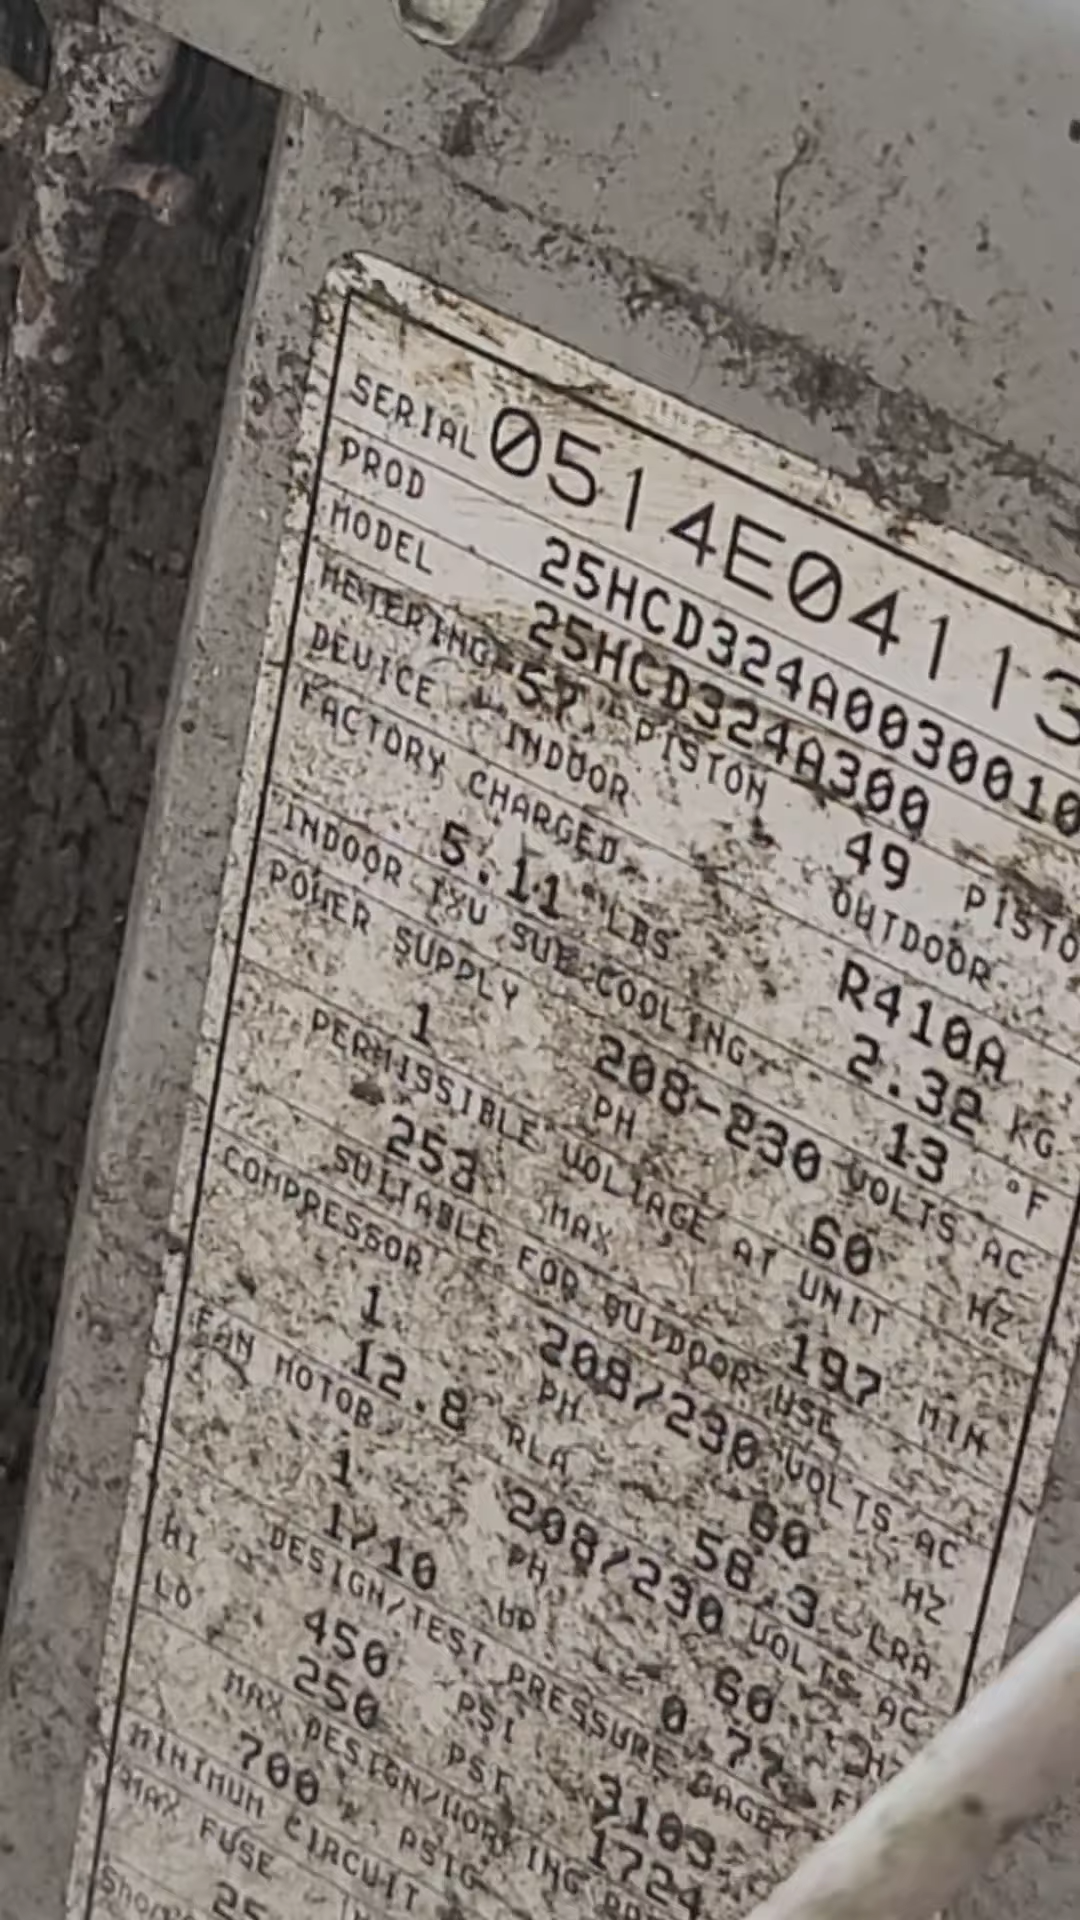 SERIAL 0514E04113
PROD 25HCD324A0030010
MODEL 25HCD324A300
METERING 57 PISTON 49 PISTO
DEVICE INDOOR OUTDOOR
FACTORY CHARGED R410A
5.11 LBS 2.32 KG
INDOOR TXV SUB COOLING 13 °F
POWER SUPPLY 208-230 VOLTS AC
1 PH 60 HZ
PERMISSIBLE VOLTAGE AT UNIT
253 MAX 197 MIN
SUITABLE FOR OUTDOOR USE
COMPRESSOR 208/230 VOLTS AC
1 PH 60 HZ
12.8 RLA 58.3 LRA
FAN MOTOR 208/230 VOLTS AC
1 PH 60 HZ
1/10 HP 0.77
DESIGN/TEST PRESSURE GAGE
HI 450 PSI 3103
LO 250 PSI 1724
MAX DESIGN/WORKING
700 PSIG
MINIMUM CIRCUIT
MAX FUSE 25